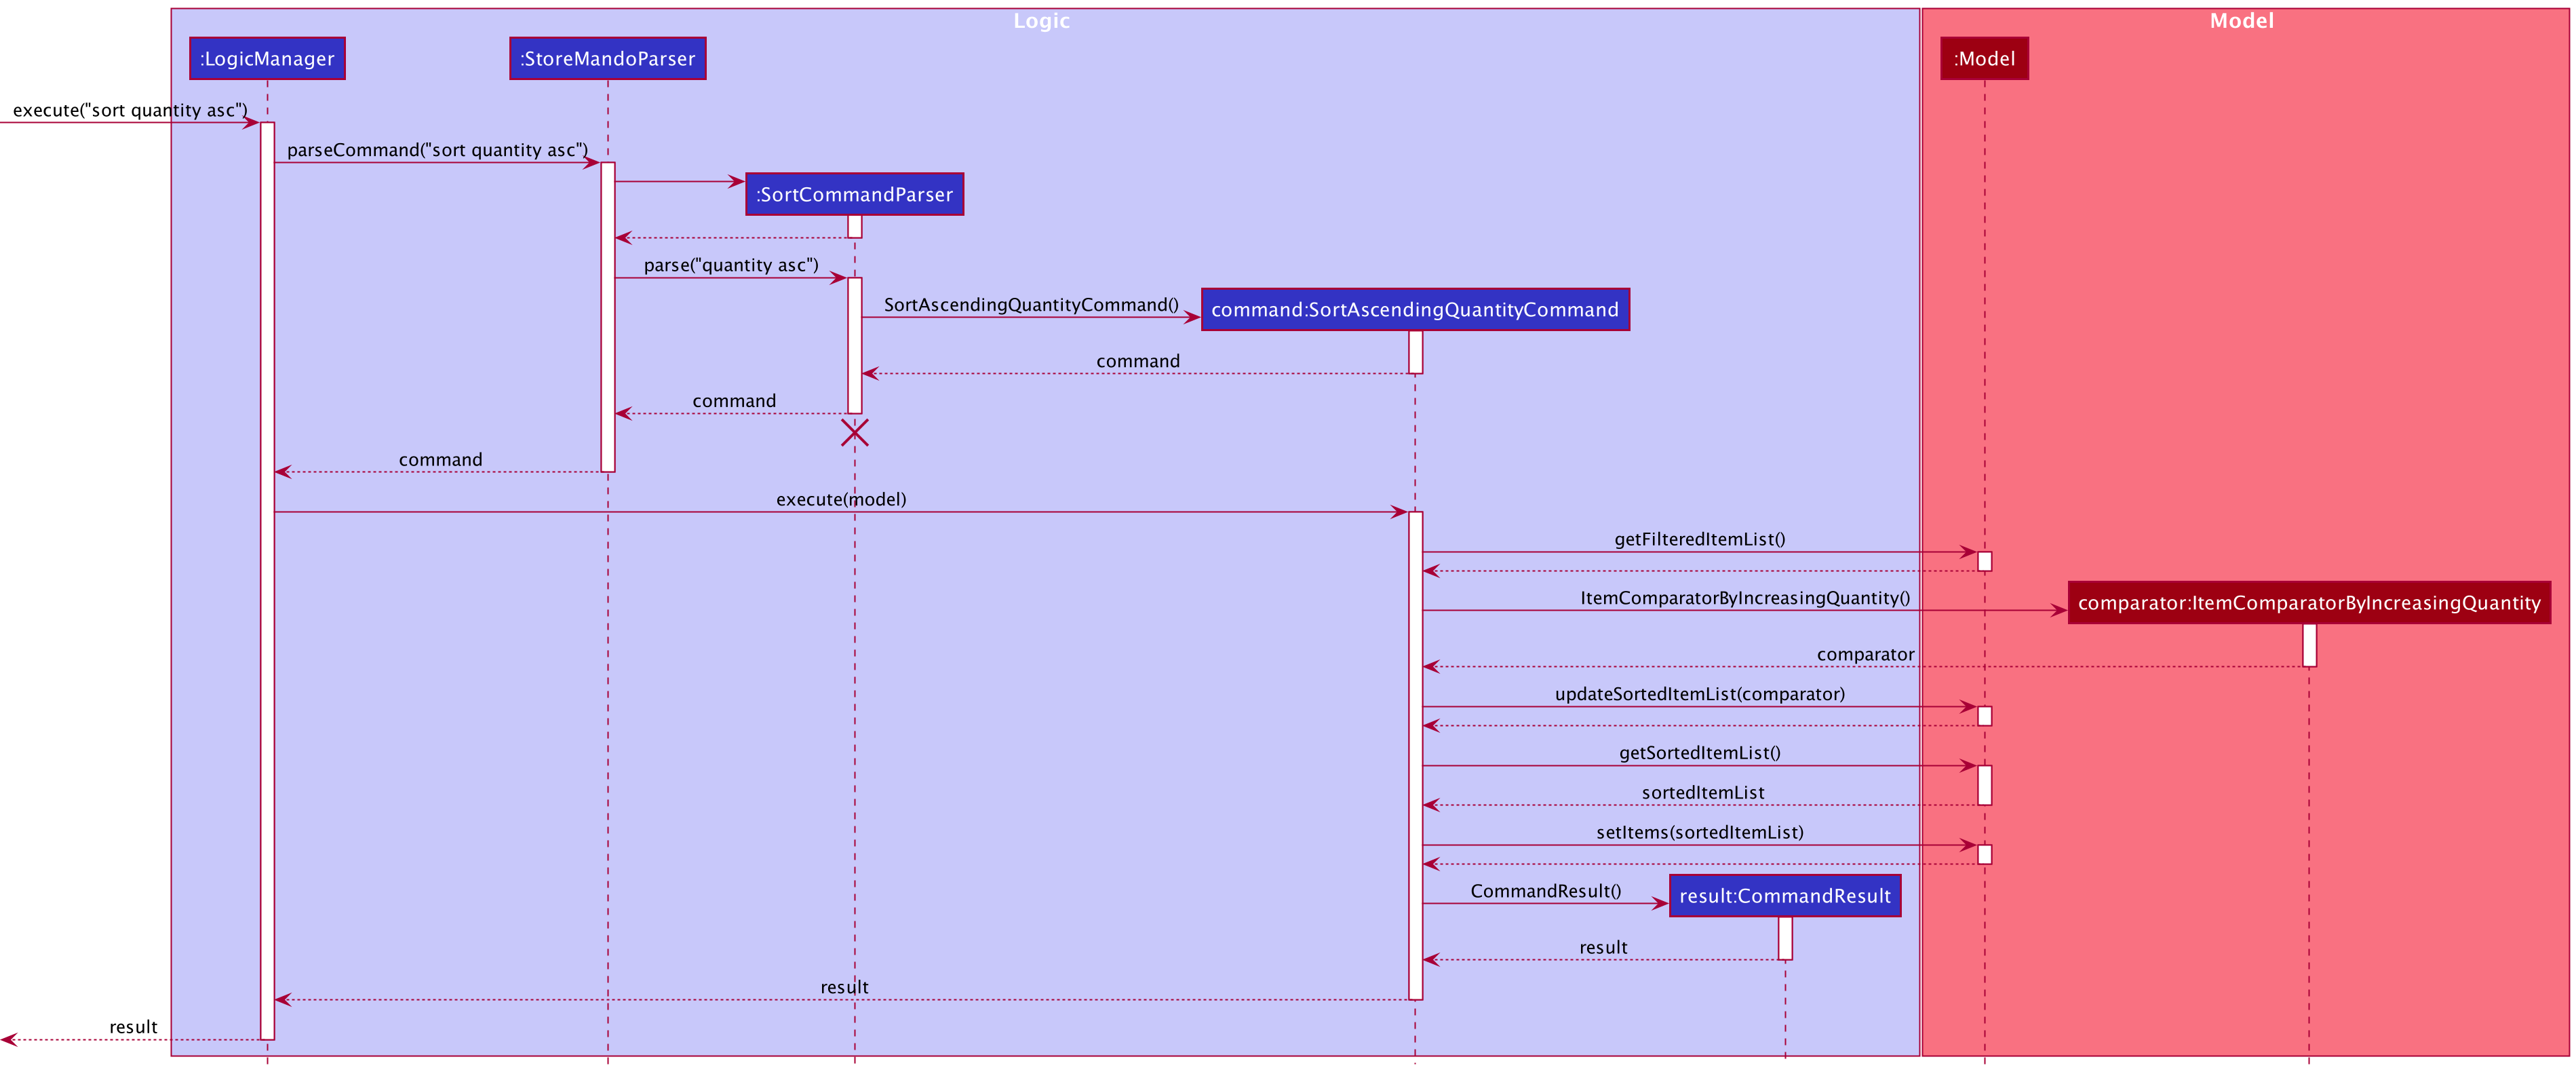 Logic
Model
:LogicManager
:StoreMandoParser
:Model
execute("sort quantity asc")
parseCommand("sort quantity asc")
:SortCommandParser
parse("quantity asc")
SortAscendingQuantityCommand()
command:SortAscendingQuantityCommand
command
command
command
execute(model)
getFilteredItemList()
ItemComparatorByIncreasingQuantity()
comparator:ItemComparatorByIncreasingQuantity
comparator
updateSortedItemList(comparator)
getSortedItemList()
sortedItemList
setItems(sortedItemList)
CommandResult()
result:CommandResult
result
result
result